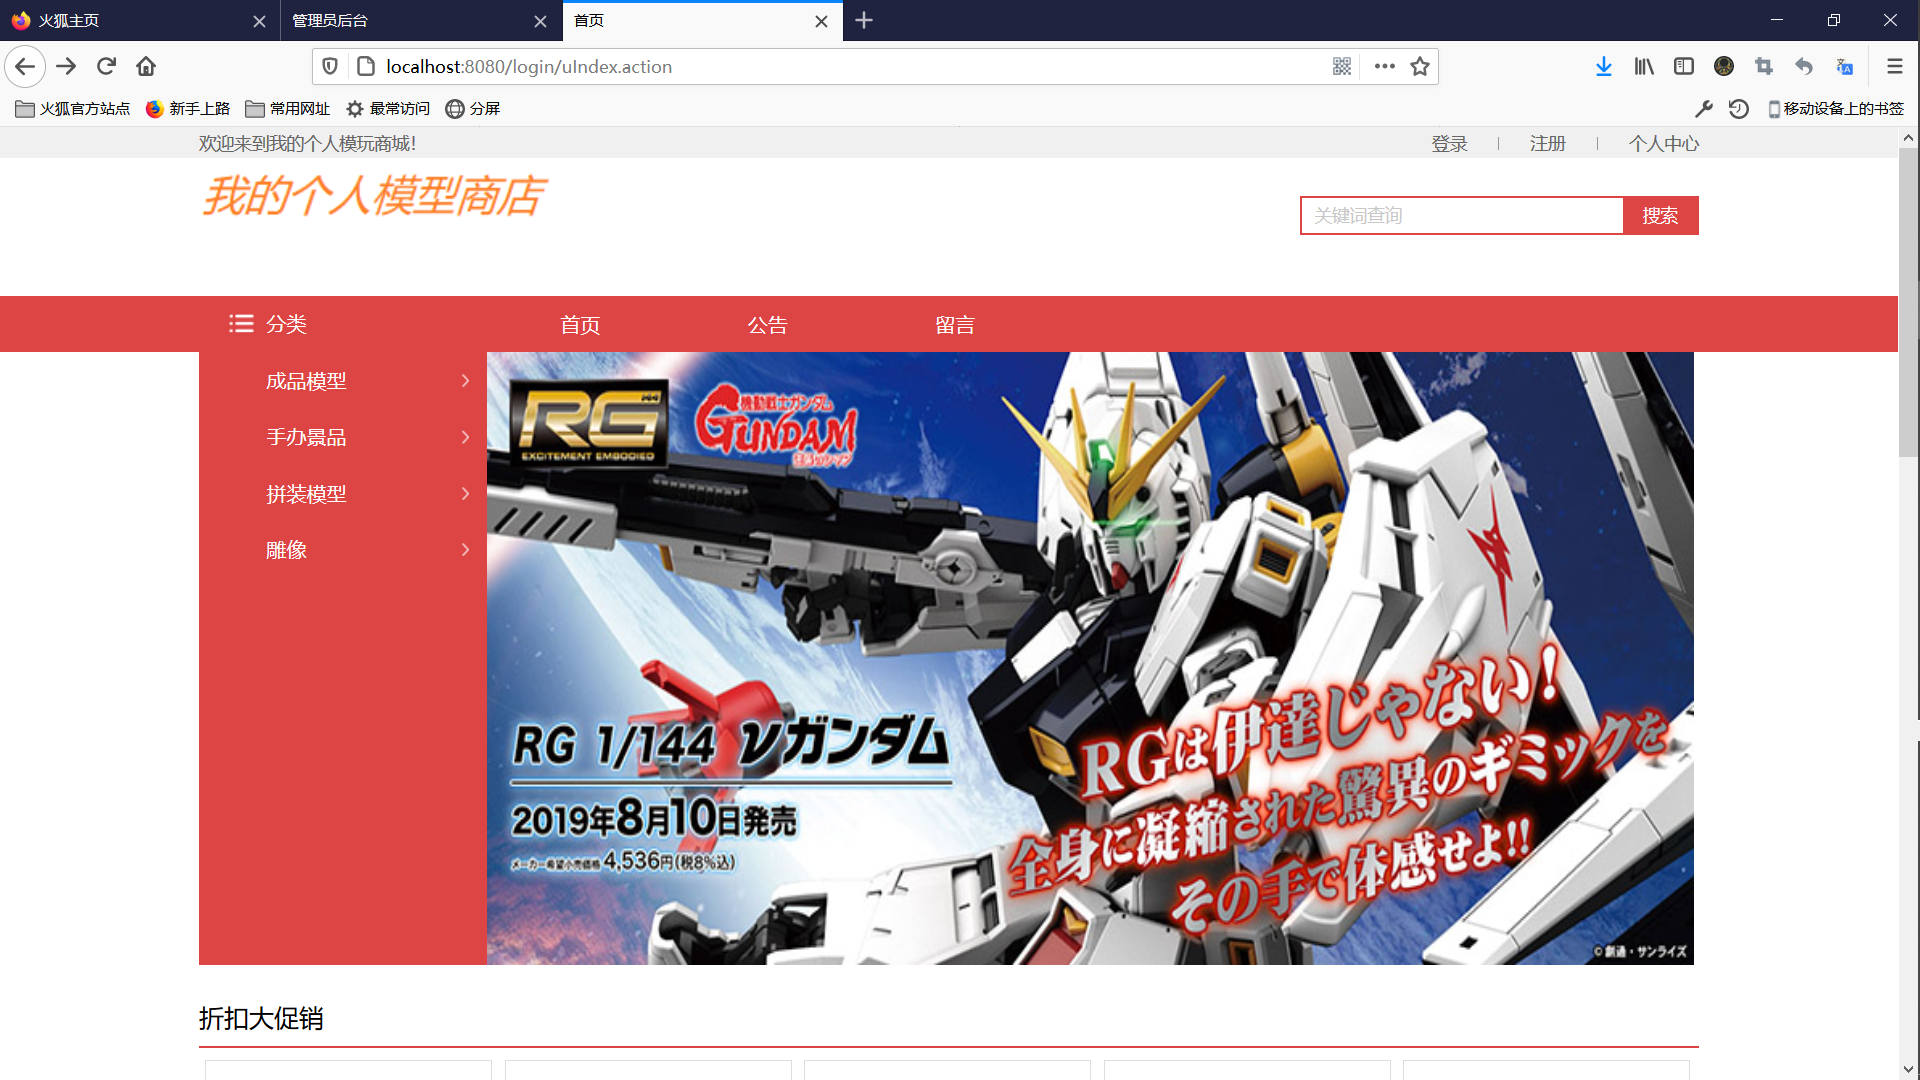 火狐主页
管理员后台
首页
localhost:8080/login/uIndex.action
火狐官方站点
新手上路
常用网址
最常访问
分屏
移动设备上的书签
欢迎来到我的个人模玩商城!
登录
注册
个人中心
我的个人模型商店
关键词查询
搜索
分类
首页
公告
留言
成品模型
手办景品
拼装模型
雕像
RG
EXCITEMENT EMBODIED
機動戦士ガンダム
GUNDAM
RG 1/144 νガンダム
2019年8月10日発売
メーカー希望小売価格 4,536円(税8%込)
RGは伊達じゃない!
全身に凝縮された驚異のギミックを
その手で体感せよ!!
© 創通・サンライズ
折扣大促销